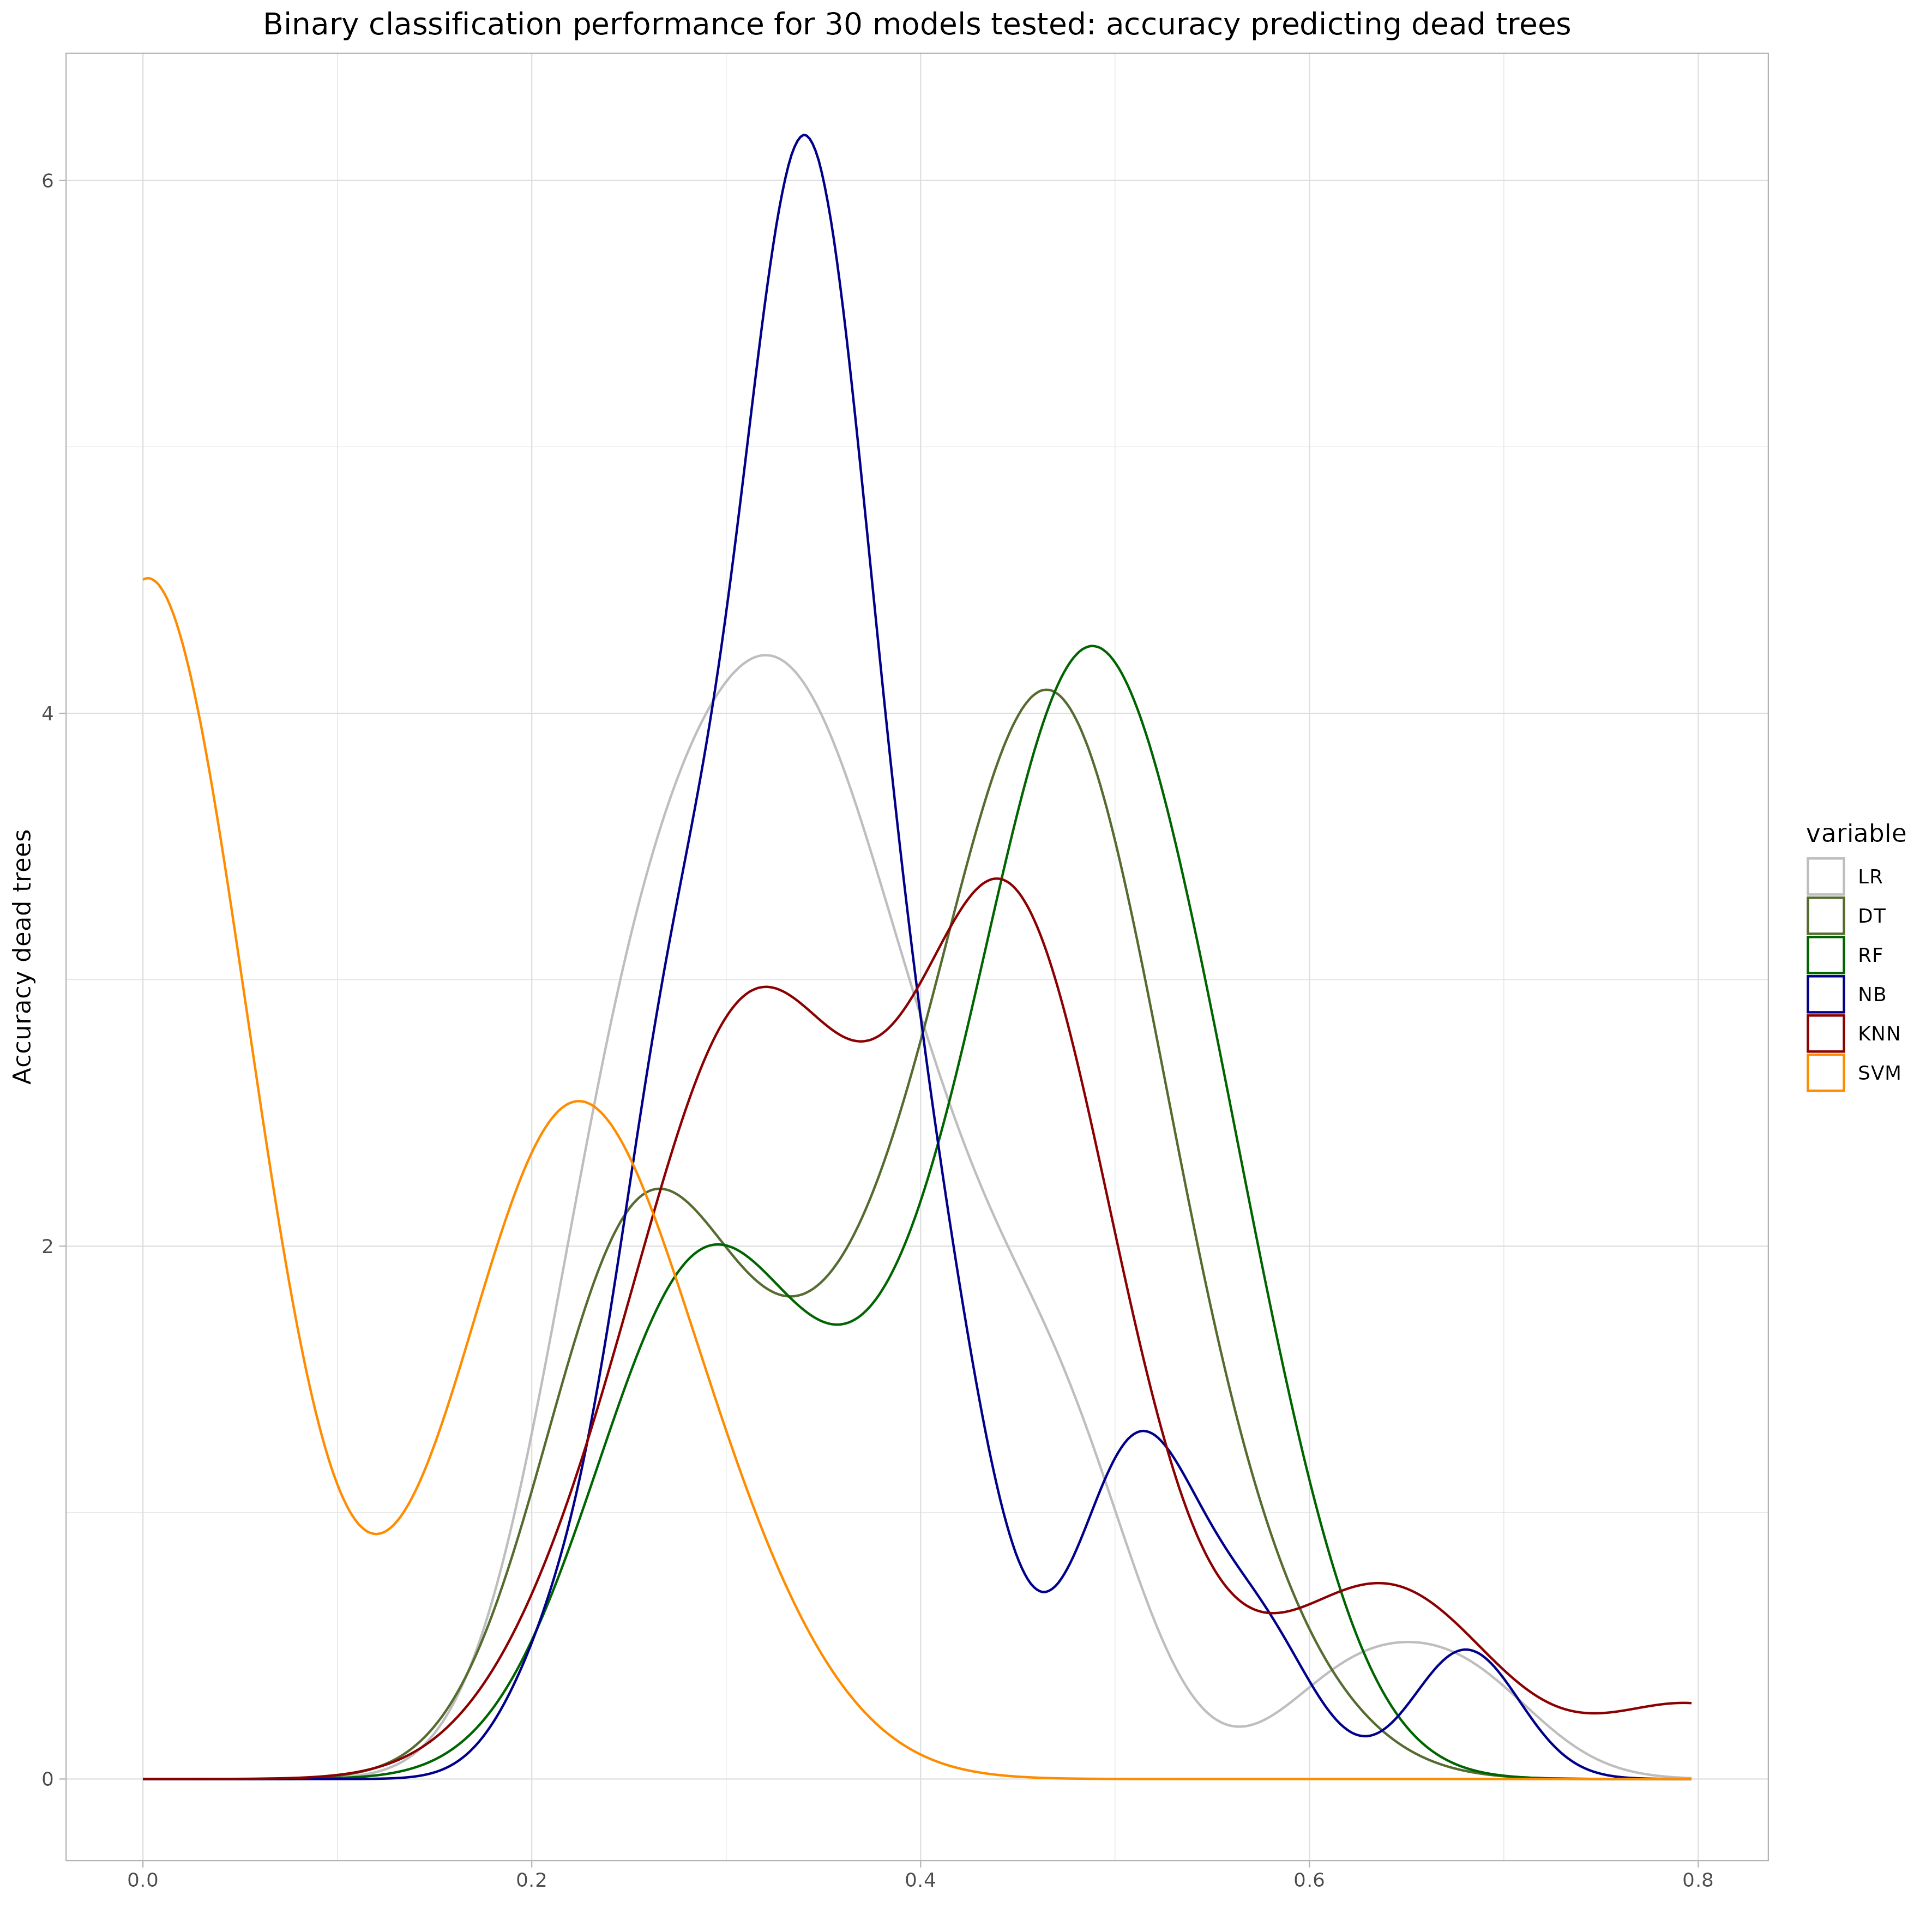 Binary classification performance for 30 models tested: accuracy predicting dead trees
Accuracy dead trees
6
4
2
0
0.0
0.2
0.4
0.6
0.8
variable
LR
DT
RF
NB
KNN
SVM